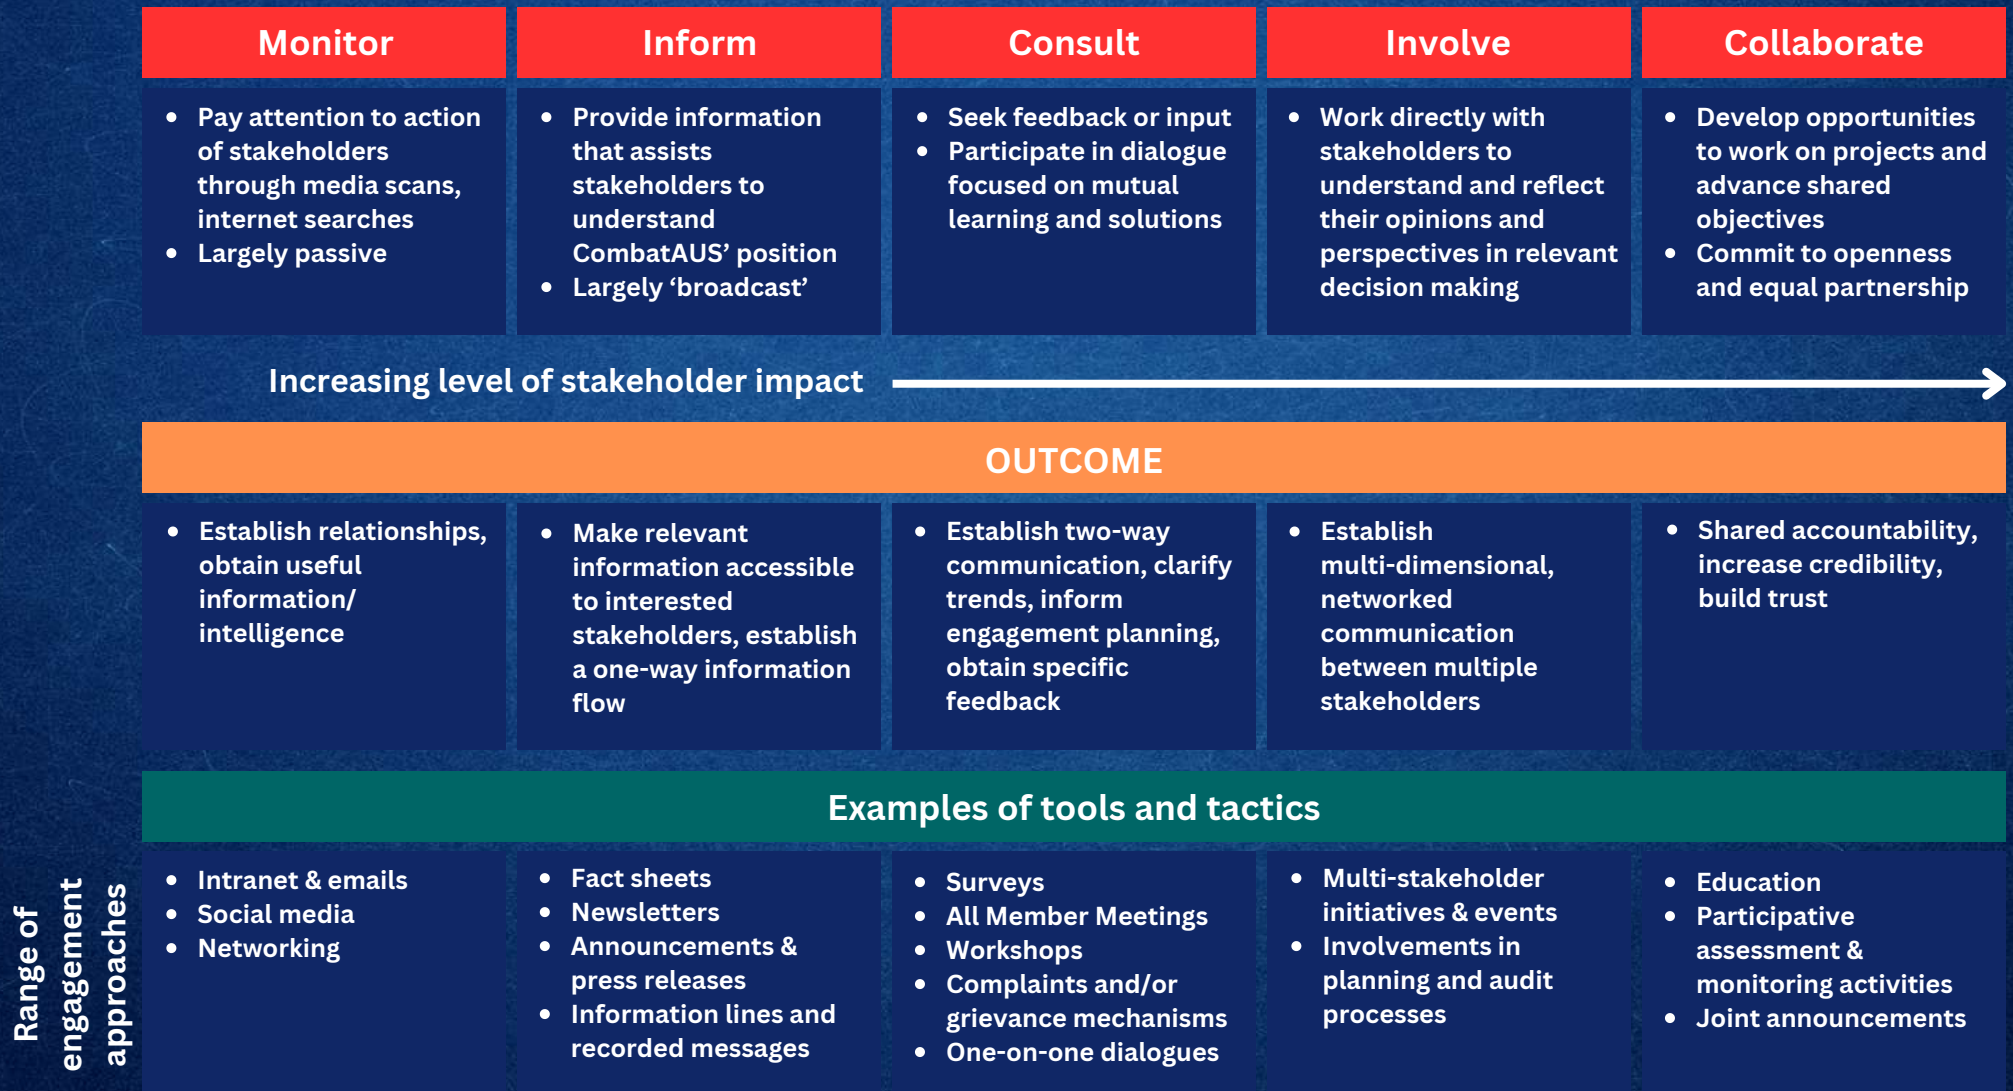 Monitor
Inform
Consult
Involve
Collaborate
• Pay attention to action
of stakeholders
through media scans,
internet searches
• Largely passive
• Provide information
that assists
stakeholders to
understand
CombatAUS’ position
• Largely ‘broadcast’
• Seek feedback or input
• Participate in dialogue
focused on mutual
learning and solutions
• Work directly with
stakeholders to
understand and reflect
their opinions and
perspectives in relevant
decision making
• Develop opportunities
to work on projects and
advance shared
objectives
• Commit to openness
and equal partnership
Increasing level of stakeholder impact
OUTCOME
• Establish relationships,
obtain useful
information/
intelligence
• Make relevant
information accessible
to interested
stakeholders, establish
a one-way information
flow
• Establish two-way
communication, clarify
trends, inform
engagement planning,
obtain specific
feedback
• Establish
multi-dimensional,
networked
communication
between multiple
stakeholders
• Shared accountability,
increase credibility,
build trust
Examples of tools and tactics
Range of
engagement
approaches
• Intranet & emails
• Social media
• Networking
• Fact sheets
• Newsletters
• Announcements &
press releases
• Information lines and
recorded messages
• Surveys
• All Member Meetings
• Workshops
• Complaints and/or
grievance mechanisms
• One-on-one dialogues
• Multi-stakeholder
initiatives & events
• Involvements in
planning and audit
processes
• Education
• Participative
assessment &
monitoring activities
• Joint announcements